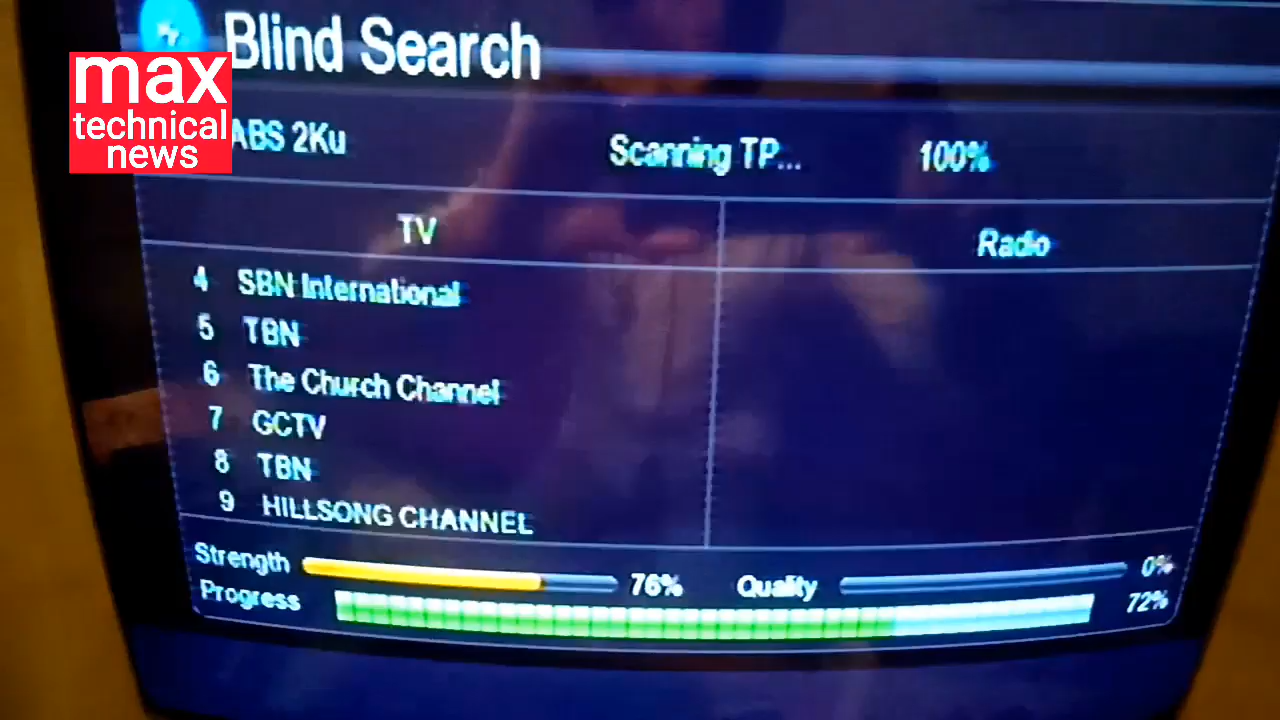 Blind Search
max
technical
news
ABS 2Ku Scanning TP... 100%
TV Radio
4 SBN International
5 TBN
6 The Church Channel
7 GCTV
8 TBN
9 HILLSONG CHANNEL
Strength 76% Quality 0%
Progress 72%